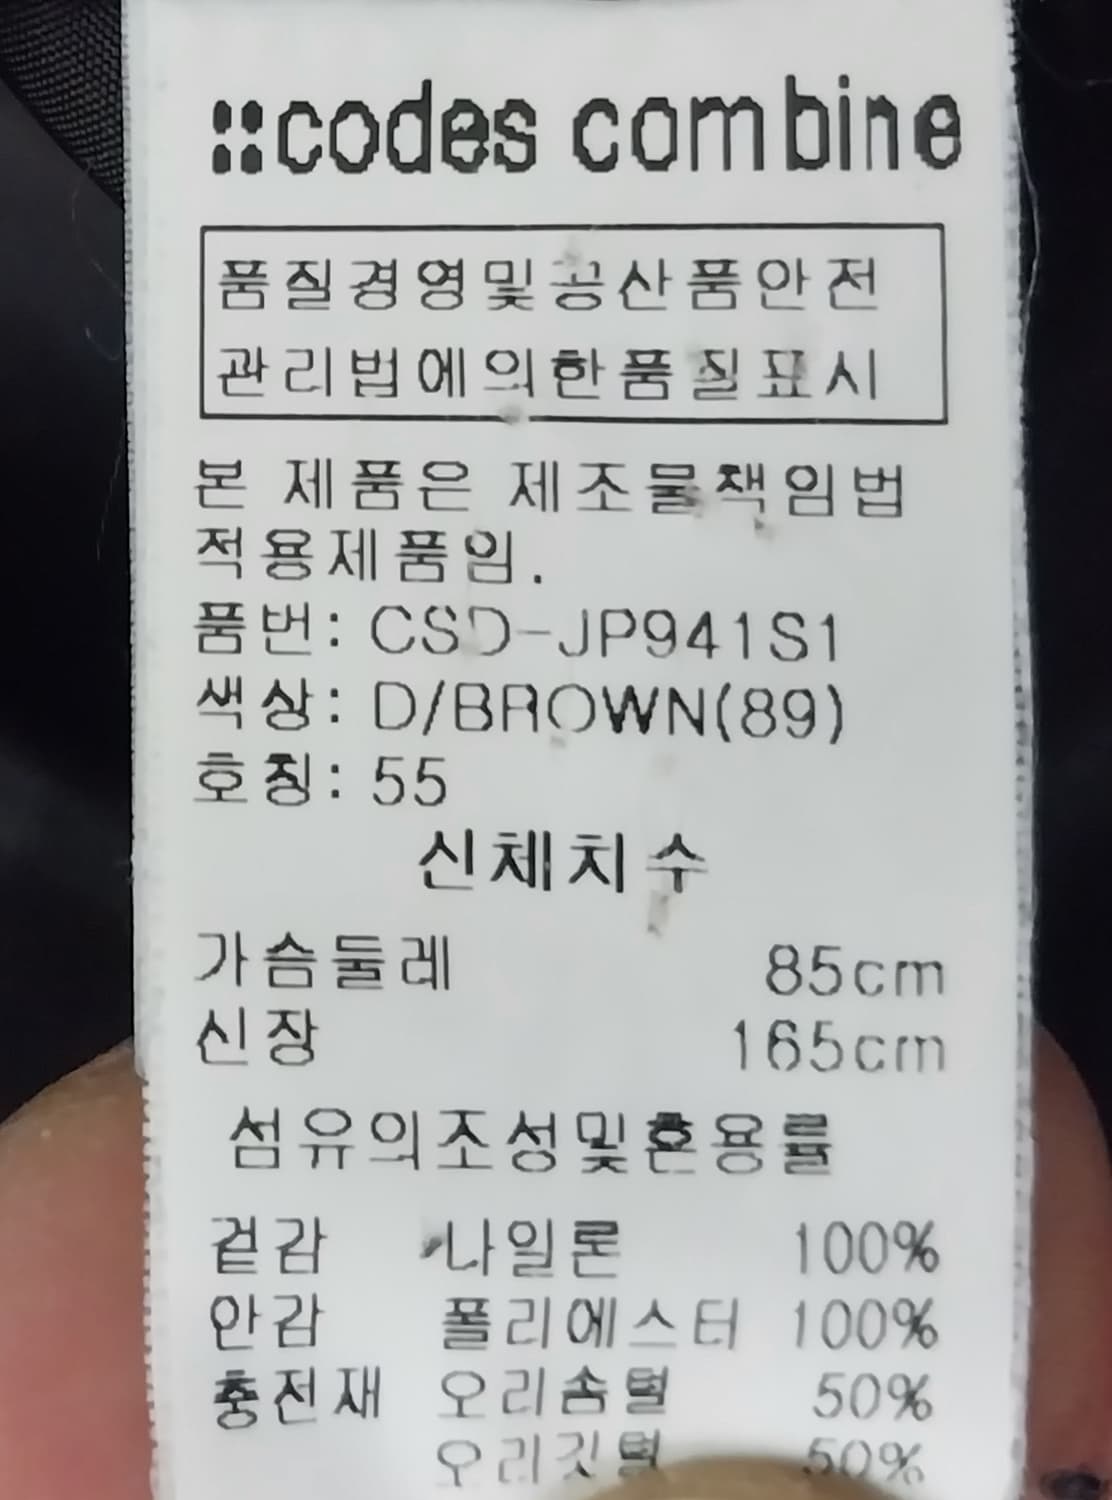 ::codes combine
품질경영및공산품안전
관리법에의한품질표시
본 제품은 제조물책임법
적용제품임.
품번: CSD-JP941S1
색상: D/BROWN(89)
호칭: 55
신체치수
가슴둘레 85cm
신장 165cm
섬유의조성및혼용률
겉감 나일론 100%
안감 폴리에스터 100%
충전재 오리솜털 50%
오리깃털 50%